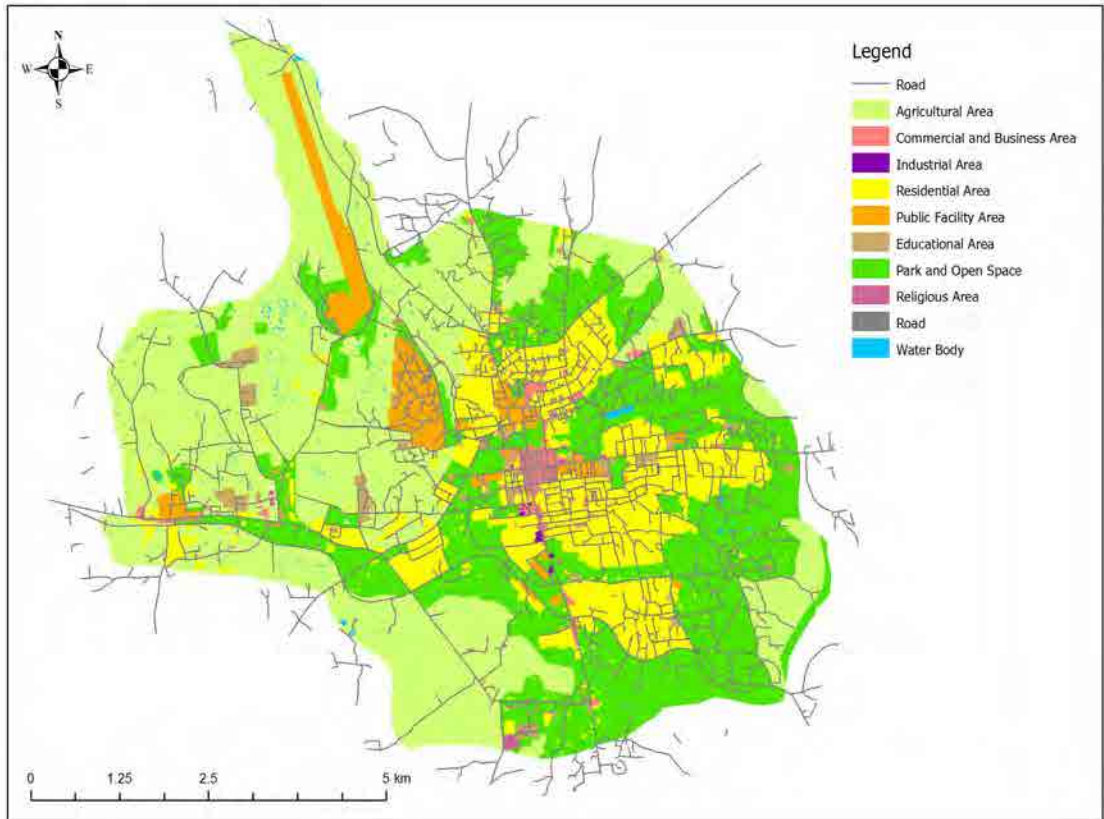 N
W E
S
Legend
Road
Agricultural Area
Commercial and Business Area
Industrial Area
Residential Area
Public Facility Area
Educational Area
Park and Open Space
Religious Area
Road
Water Body
0 1.25 2.5 5 km